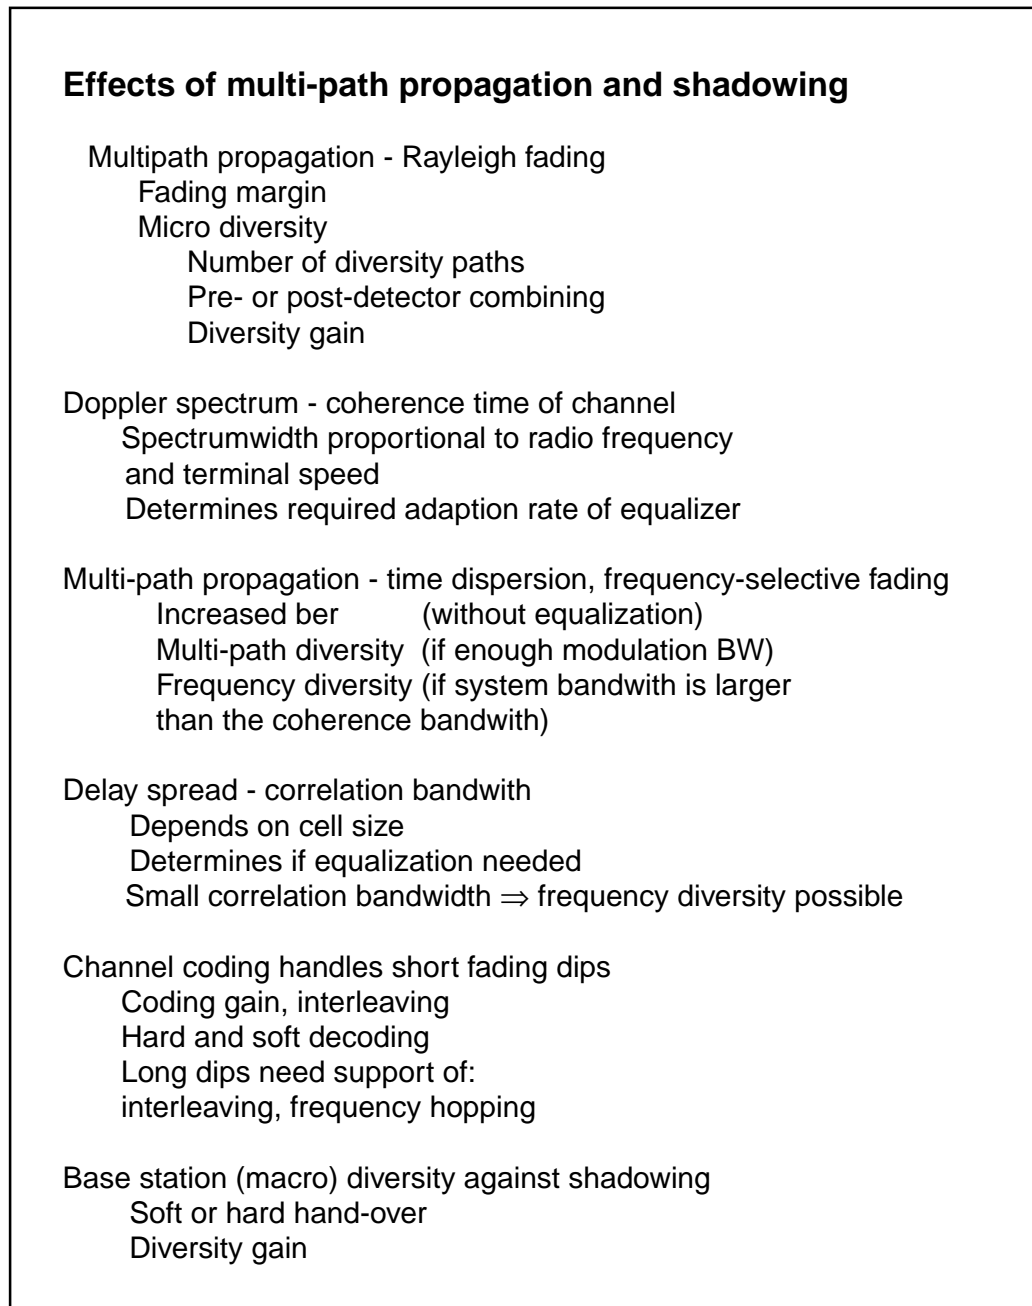 Effects of multi-path propagation and shadowing
Multipath propagation - Rayleigh fading
Fading margin
Micro diversity
Number of diversity paths
Pre- or post-detector combining
Diversity gain
Doppler spectrum - coherence time of channel
Spectrumwidth proportional to radio frequency
and terminal speed
Determines required adaption rate of equalizer
Multi-path propagation - time dispersion, frequency-selective fading
Increased ber (without equalization)
Multi-path diversity (if enough modulation BW)
Frequency diversity (if system bandwith is larger
than the coherence bandwith)
Delay spread - correlation bandwith
Depends on cell size
Determines if equalization needed
Small correlation bandwidth ⇒ frequency diversity possible
Channel coding handles short fading dips
Coding gain, interleaving
Hard and soft decoding
Long dips need support of:
interleaving, frequency hopping
Base station (macro) diversity against shadowing
Soft or hard hand-over
Diversity gain